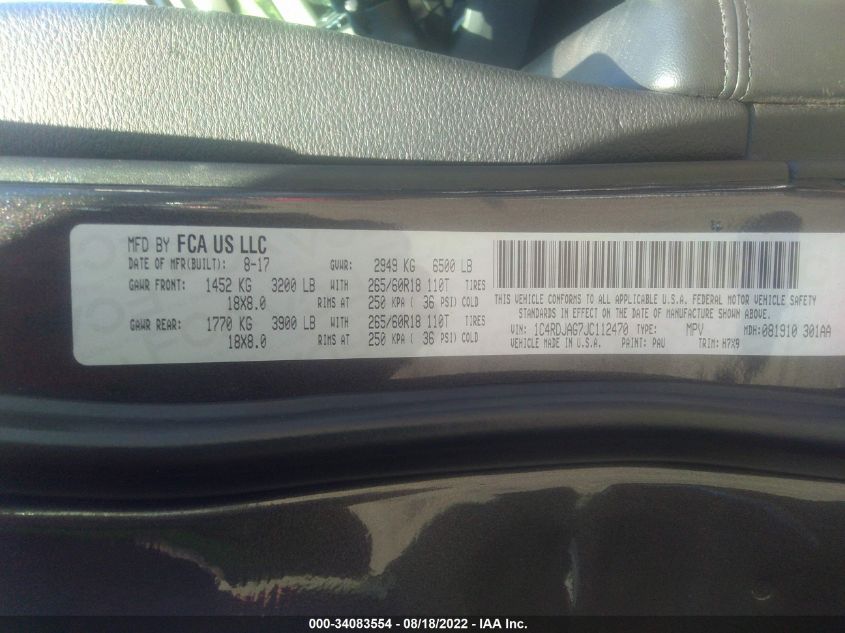 MFD BY FCA US LLC
DATE OF MFR(BUILT): 8-17 GVWR: 2949 KG 6500 LB
GAWR FRONT: 1452 KG 3200 LB WITH 265/60R18 110T TIRES
18X8.0 RIMS AT 250 KPA ( 36 PSI) COLD
GAWR REAR: 1770 KG 3900 LB WITH 265/60R18 110T TIRES
18X8.0 RIMS AT 250 KPA ( 36 PSI) COLD
THIS VEHICLE CONFORMS TO ALL APPLICABLE U.S.A. FEDERAL MOTOR VEHICLE SAFETY
STANDARDS IN EFFECT ON THE DATE OF MANUFACTURE SHOWN ABOVE.
VIN: 1C4RDJAG7JC112470 TYPE: MPV MDH: 081910 301AA
VEHICLE MADE IN U.S.A. PAINT: PAU TRIM: H7X9
000-34083554 - 08/18/2022 - IAA Inc.